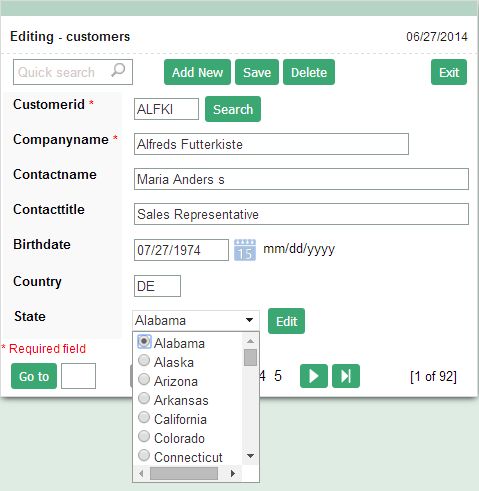 Editing - customers 06/27/2014
Quick search Add New Save Delete Exit
Customerid * ALFKI Search
Companyname * Alfreds Futterkiste
Contactname Maria Anders s
Contacttitle Sales Representative
Birthdate 07/27/1974 15 mm/dd/yyyy
Country DE
State Alabama Edit
* Required field
Alabama
Alaska
Arizona
Arkansas
California
Colorado
Connecticut
Go to 4 5 [1 of 92]